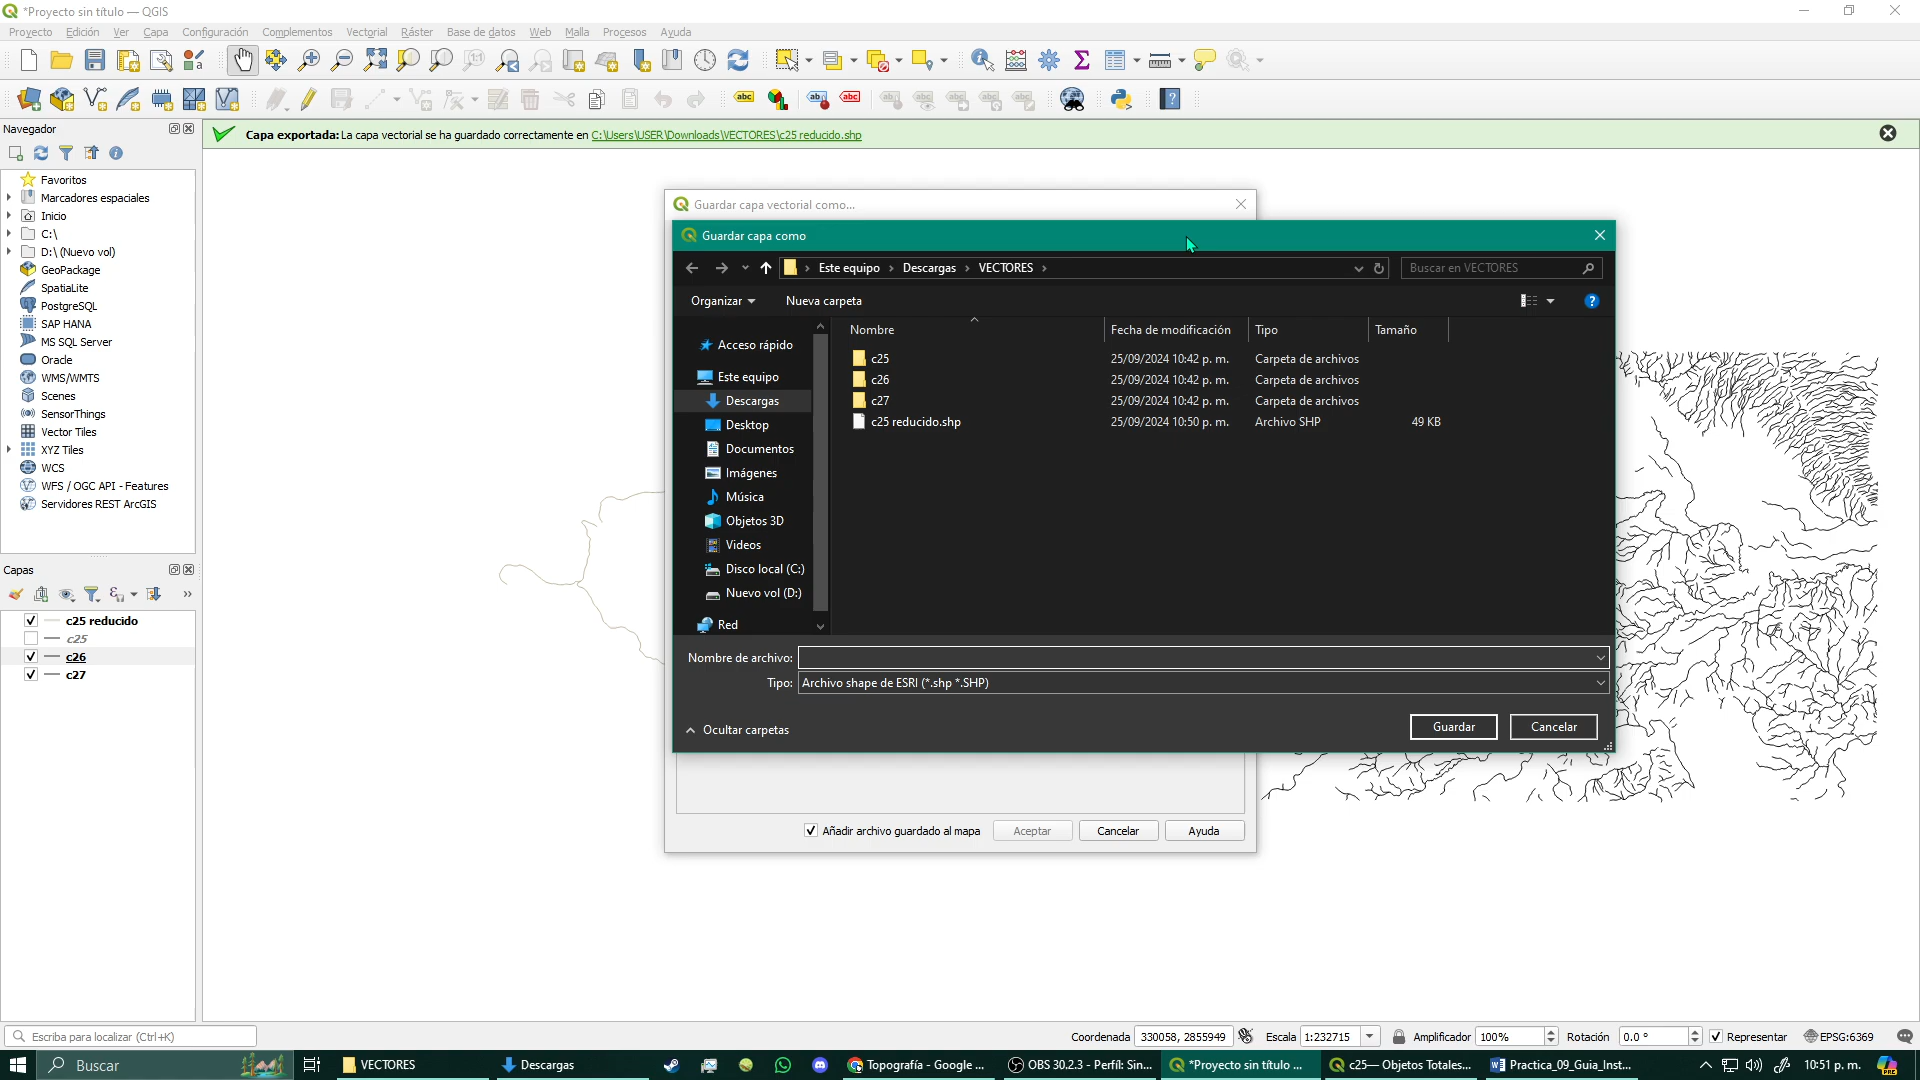 *Proyecto sin título — QGIS
Proyecto Edición Ver Capa Configuración Complementos Vectorial Ráster Base de datos Web Malla Procesos Ayuda
Navegador
Capa exportada: La capa vectorial se ha guardado correctamente en C:\Users\USER\Downloads\VECTORES\c25 reducido.shp
Favoritos
Marcadores espaciales
Inicio
C:\
D:\ (Nuevo vol)
GeoPackage
SpatiaLite
PostgreSQL
SAP HANA
MS SQL Server
Oracle
WMS/WMTS
Scenes
SensorThings
Vector Tiles
XYZ Tiles
WCS
WFS / OGC API - Features
Servidores REST ArcGIS
Capas
c25 reducido
c25
c26
c27
Guardar capa vectorial como...
Guardar capa como
Este equipo › Descargas › VECTORES ›
Buscar en VECTORES
Organizar Nueva carpeta
Acceso rápido
Este equipo
Descargas
Desktop
Documentos
Imágenes
Música
Objetos 3D
Videos
Disco local (C:)
Nuevo vol (D:)
Red
Nombre Fecha de modificación Tipo Tamaño
c25 25/09/2024 10:42 p. m. Carpeta de archivos
c26 25/09/2024 10:42 p. m. Carpeta de archivos
c27 25/09/2024 10:42 p. m. Carpeta de archivos
c25 reducido.shp 25/09/2024 10:50 p. m. Archivo SHP 49 KB
Nombre de archivo:
Tipo: Archivo shape de ESRI (*.shp *.SHP)
Ocultar carpetas
Guardar Cancelar
Añadir archivo guardado al mapa Aceptar Cancelar Ayuda
Escriba para localizar (Ctrl+K)
Coordenada 330058, 2855949 Escala 1:232715 Amplificador 100% Rotación 0.0 ° Representar EPSG:6369
Buscar VECTORES Descargas Topografía - Google ... OBS 30.2.3 - Perfil: Sin... *Proyecto sin título ... c25— Objetos Totales... Practica_09_Guia_Inst... 10:51 p. m.